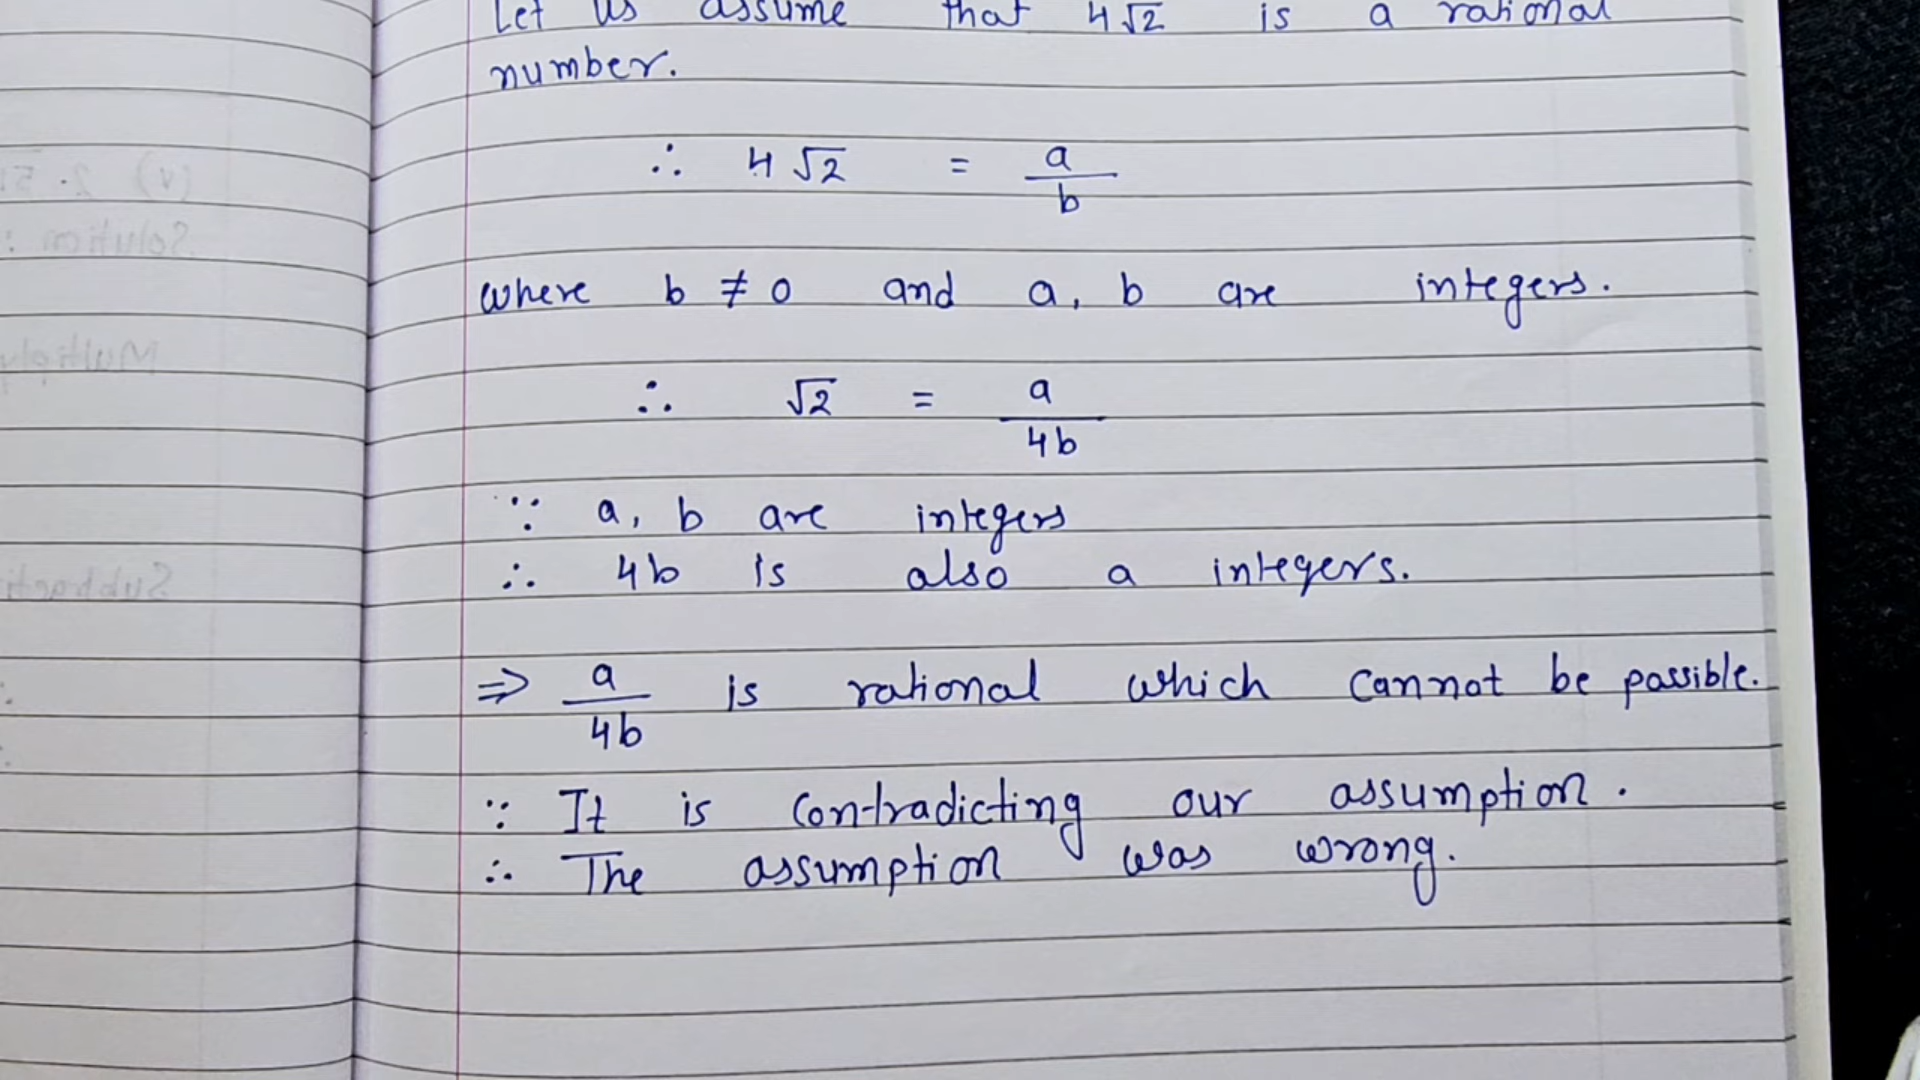 Let us assume that 4√2 is a rational
number.
∴ 4√2 = a/b
where b ≠ 0 and a, b are integers.
∴ √2 = a/4b
∵ a, b are integers
∴ 4b is also a integers.
⇒ a/4b is rational which cannot be possible.
∵ It is contradicting our assumption.
∴ The assumption was wrong.